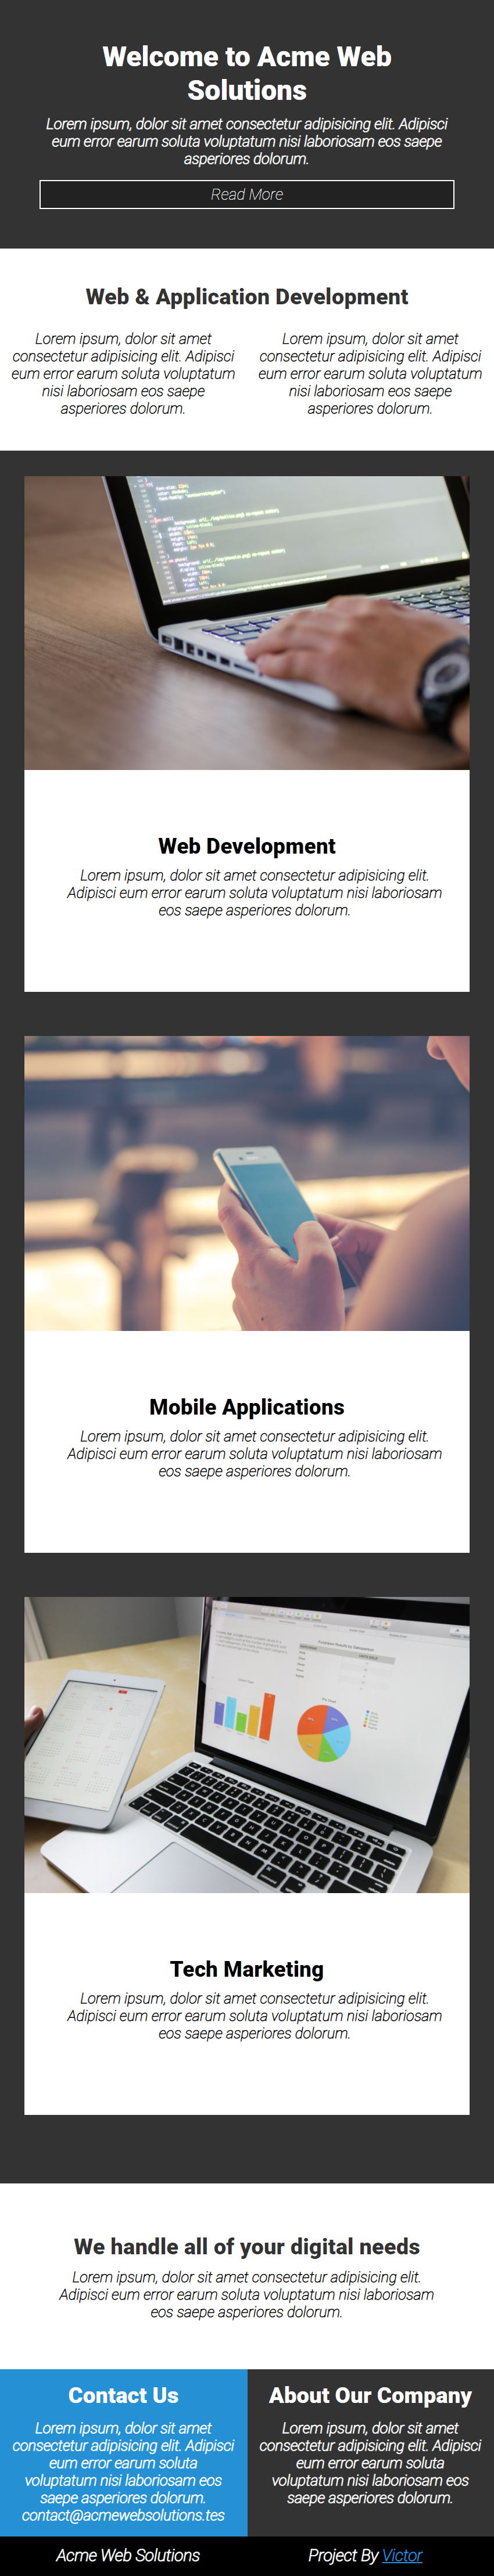 Welcome to Acme Web
Solutions
Lorem ipsum, dolor sit amet consectetur adipisicing elit. Adipisci
eum error earum soluta voluptatum nisi laboriosam eos saepe
asperiores dolorum.
Read More
Web & Application Development
Lorem ipsum, dolor sit amet
consectetur adipisicing elit. Adipisci
eum error earum soluta voluptatum
nisi laboriosam eos saepe
asperiores dolorum.
Lorem ipsum, dolor sit amet
consectetur adipisicing elit. Adipisci
eum error earum soluta voluptatum
nisi laboriosam eos saepe
asperiores dolorum.
Web Development
Lorem ipsum, dolor sit amet consectetur adipisicing elit.
Adipisci eum error earum soluta voluptatum nisi laboriosam
eos saepe asperiores dolorum.
Mobile Applications
Lorem ipsum, dolor sit amet consectetur adipisicing elit.
Adipisci eum error earum soluta voluptatum nisi laboriosam
eos saepe asperiores dolorum.
Tech Marketing
Lorem ipsum, dolor sit amet consectetur adipisicing elit.
Adipisci eum error earum soluta voluptatum nisi laboriosam
eos saepe asperiores dolorum.
We handle all of your digital needs
Lorem ipsum, dolor sit amet consectetur adipisicing elit.
Adipisci eum error earum soluta voluptatum nisi laboriosam
eos saepe asperiores dolorum.
Contact Us
Lorem ipsum, dolor sit amet
consectetur adipisicing elit. Adipisci
eum error earum soluta
voluptatum nisi laboriosam eos
saepe asperiores dolorum.
contact@acmewebsolutions.tes
About Our Company
Lorem ipsum, dolor sit amet
consectetur adipisicing elit. Adipisci
eum error earum soluta
voluptatum nisi laboriosam eos
saepe asperiores dolorum.
Acme Web Solutions
Project By Victor